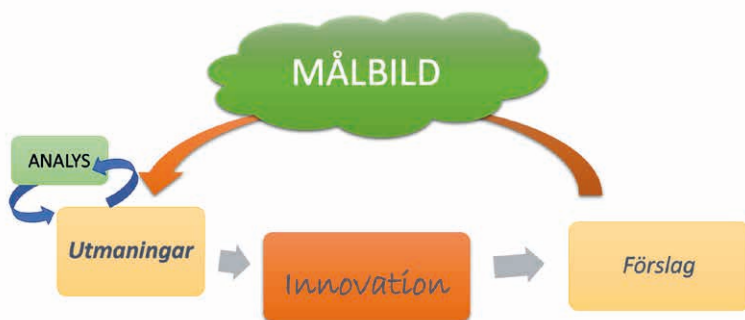 MÅLBILD
ANALYS
Utmaningar
Innovation
Förslag